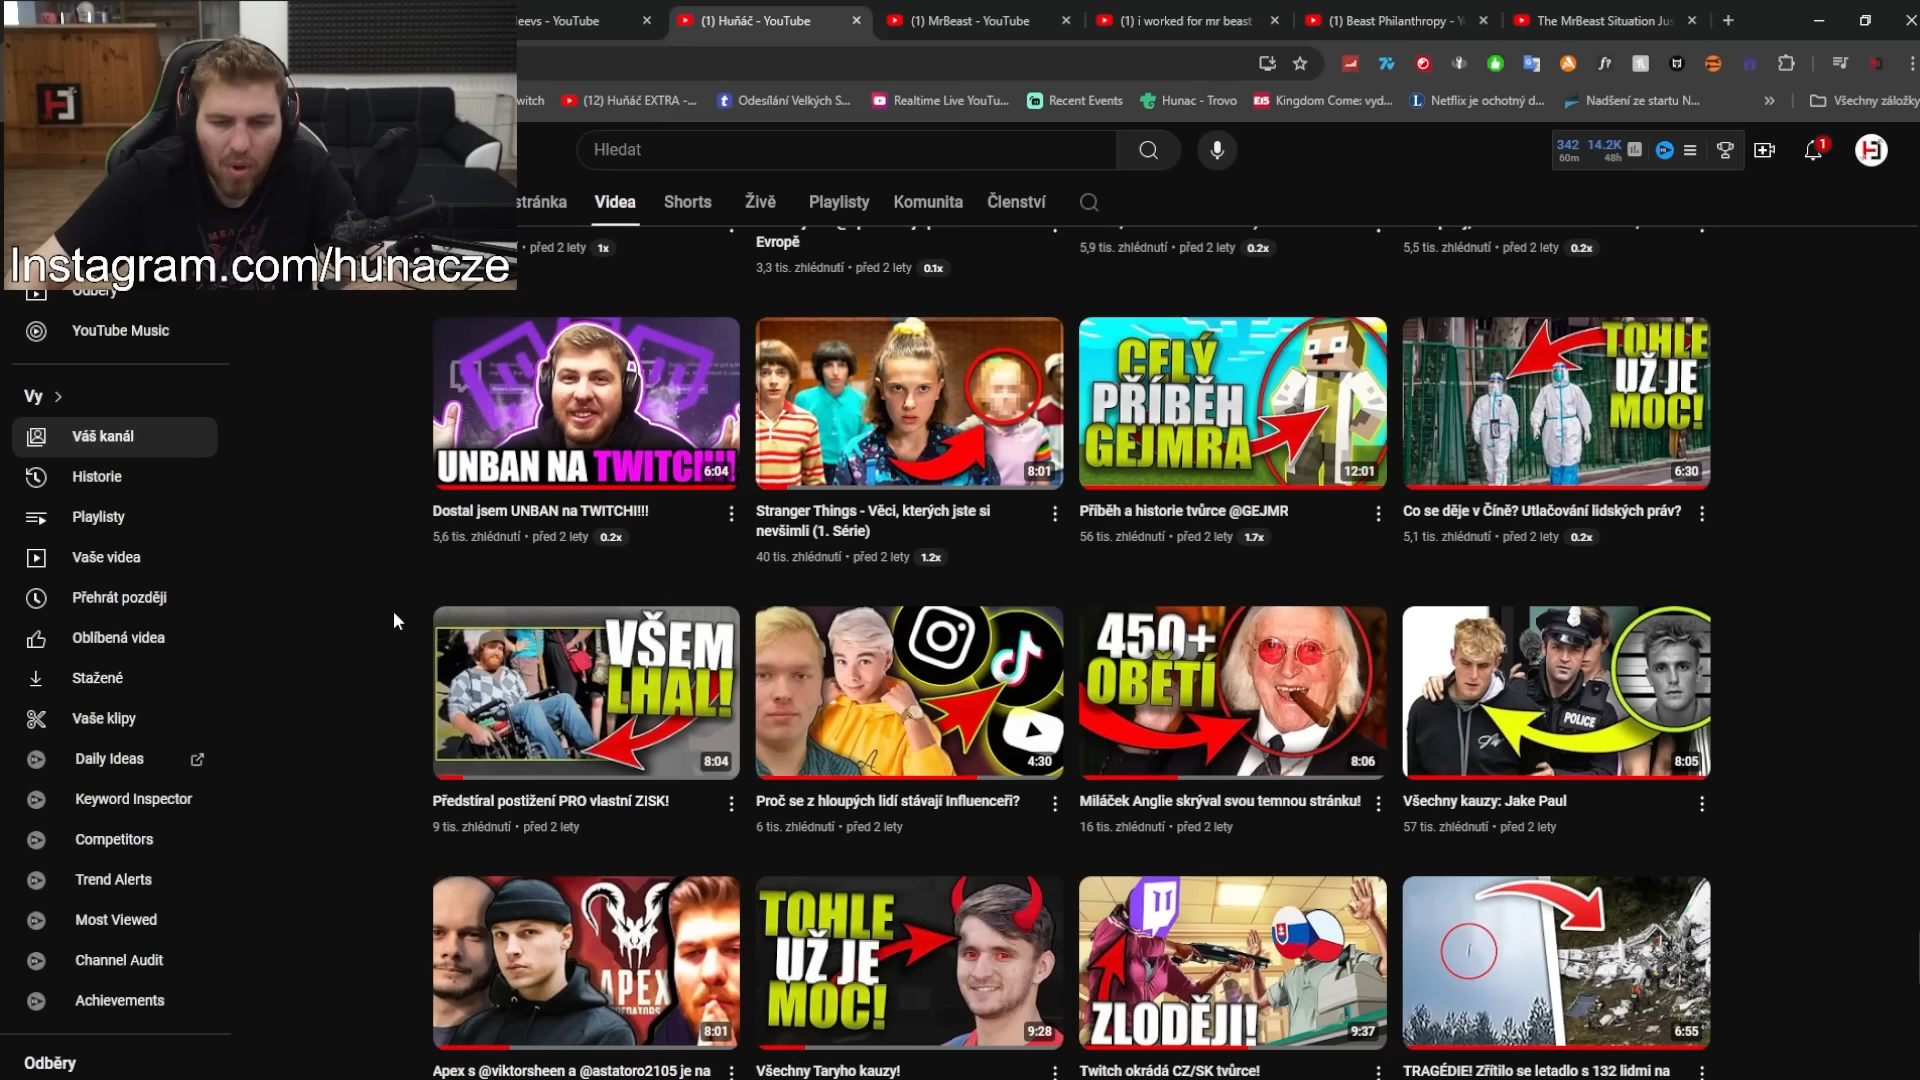 leevs - YouTube
(1) Huňáč - YouTube
(1) MrBeast - YouTube
(1) i worked for mr beast
(1) Beast Philanthropy - Y
The MrBeast Situation Jus
witch
(12) Huňáč EXTRA -...
Odesílání Velkých S...
Realtime Live YouTu...
Recent Events
Hunac - Trovo
Kingdom Come: vyd...
Netflix je ochotný d...
Nadšení ze startu N...
Všechny záložky
Hledat
342
60m
14.2K
48h
1
stránka
Videa
Shorts
Živě
Playlisty
Komunita
Členství
Instagram.com/hunacze
• před 2 lety 1x
Evropě
3,3 tis. zhlédnutí • před 2 lety 0.1x
5,9 tis. zhlédnutí • před 2 lety 0.2x
5,5 tis. zhlédnutí • před 2 lety 0.2x
Odběry
YouTube Music
Vy
Váš kanál
Historie
Playlisty
Vaše videa
Přehrát později
Oblíbená videa
Stažené
Vaše klipy
Daily Ideas
Keyword Inspector
Competitors
Trend Alerts
Most Viewed
Channel Audit
Achievements
Odběry
UNBAN NA TWITCHI!!!
6:04
Dostal jsem UNBAN na TWITCHI!!!
5,6 tis. zhlédnutí • před 2 lety 0.2x
8:01
Stranger Things - Věci, kterých jste si
nevšimli (1. Série)
40 tis. zhlédnutí • před 2 lety 1.2x
CELÝ
PŘÍBĚH
GEJMRA
12:01
Příběh a historie tvůrce @GEJMR
56 tis. zhlédnutí • před 2 lety 1.7x
TOHLE
UŽ JE
MOC!
6:30
Co se děje v Číně? Utlačování lidských práv?
5,1 tis. zhlédnutí • před 2 lety 0.2x
VŠEM
LHAL!
8:04
Předstíral postižení PRO vlastní ZISK!
9 tis. zhlédnutí • před 2 lety
4:30
Proč se z hloupých lidí stávají Influenceři?
6 tis. zhlédnutí • před 2 lety
450+
OBĚTÍ
8:06
Miláček Anglie skrýval svou temnou stránku!
16 tis. zhlédnutí • před 2 lety
POLICE
8:05
Všechny kauzy: Jake Paul
57 tis. zhlédnutí • před 2 lety
APEX
8:01
Apex s @viktorsheen a @astatoro2105 je na
TOHLE
UŽ JE
MOC!
9:28
Všechny Taryho kauzy!
ZLODĚJI!
9:37
Twitch okrádá CZ/SK tvůrce!
6:55
TRAGÉDIE! Zřítilo se letadlo s 132 lidmi na